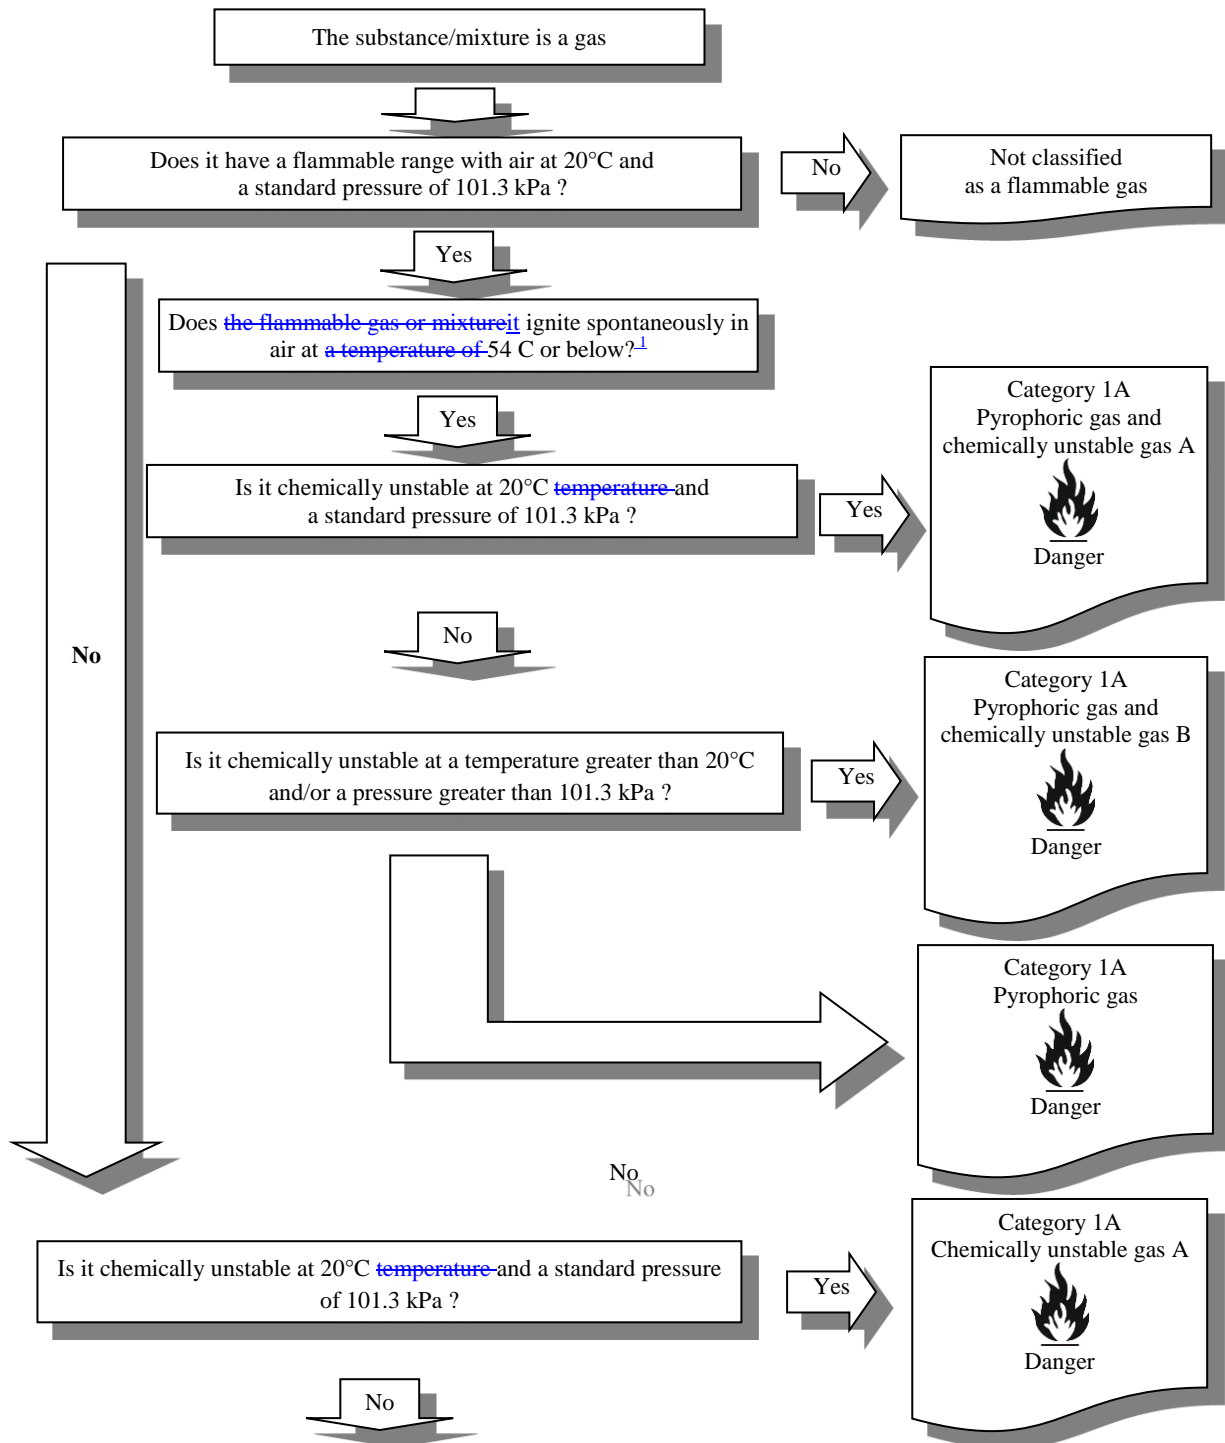 The substance/mixture is a gas
Does it have a flammable range with air at 20°C and
a standard pressure of 101.3 kPa ?
No
Not classified
as a flammable gas
Yes
Does the flammable gas or mixtureit ignite spontaneously in
air at a temperature of 54 C or below?1
Yes
Category 1A
Pyrophoric gas and
chemically unstable gas A
Danger
Is it chemically unstable at 20°C temperature and
a standard pressure of 101.3 kPa ?
Yes
No
No
Category 1A
Pyrophoric gas and
chemically unstable gas B
Danger
Is it chemically unstable at a temperature greater than 20°C
and/or a pressure greater than 101.3 kPa ?
Yes
Category 1A
Pyrophoric gas
Danger
No
No
Category 1A
Chemically unstable gas A
Danger
Is it chemically unstable at 20°C temperature and a standard pressure
of 101.3 kPa ?
Yes
No